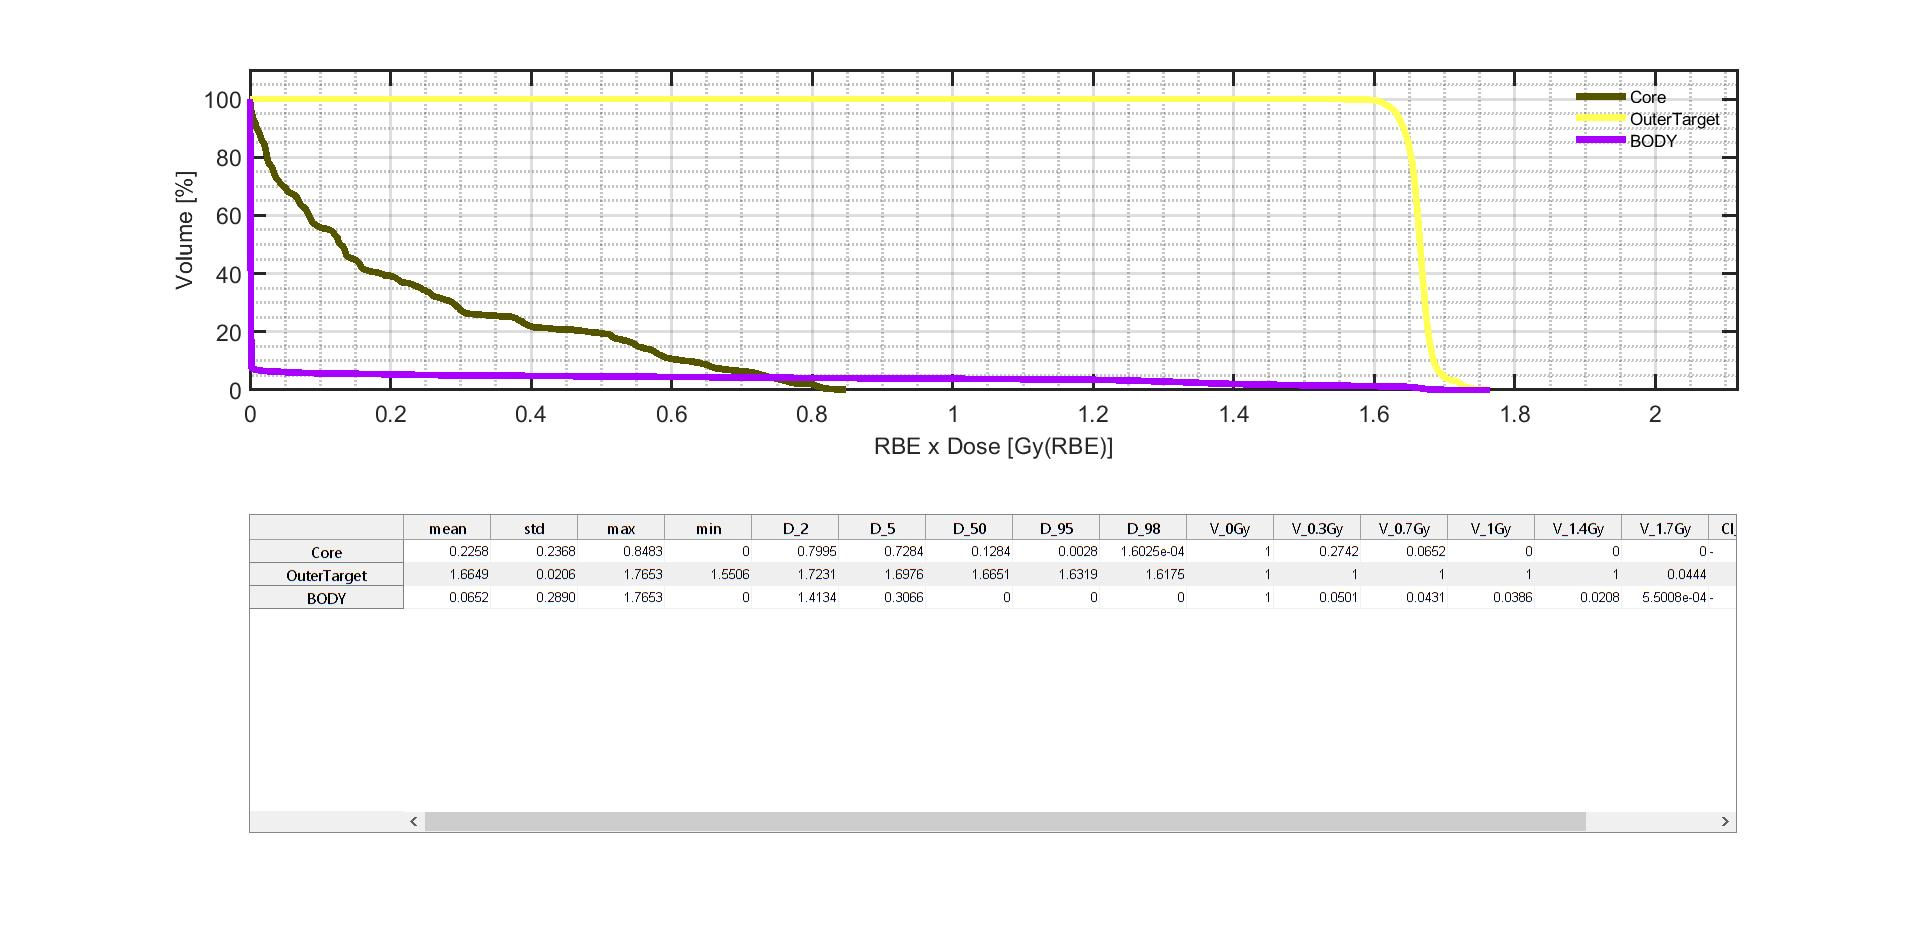 100
80
60
40
20
0
Volume [%]
Core
OuterTarget
BODY
0 0.2 0.4 0.6 0.8 1 1.2 1.4 1.6 1.8 2
RBE x Dose [Gy(RBE)]
mean std max min D_2 D_5 D_50 D_95 D_98 V_0Gy V_0.3Gy V_0.7Gy V_1Gy V_1.4Gy V_1.7Gy CI_
Core 0.2258 0.2368 0.8483 0 0.7995 0.7284 0.1284 0.0028 1.6025e-04 1 0.2742 0.0652 0 0 0 -
OuterTarget 1.6649 0.0206 1.7653 1.5506 1.7231 1.6976 1.6651 1.6319 1.6175 1 1 1 1 1 0.0444
BODY 0.0652 0.2890 1.7653 0 1.4134 0.3066 0 0 0 1 0.0501 0.0431 0.0386 0.0208 5.5008e-04 -